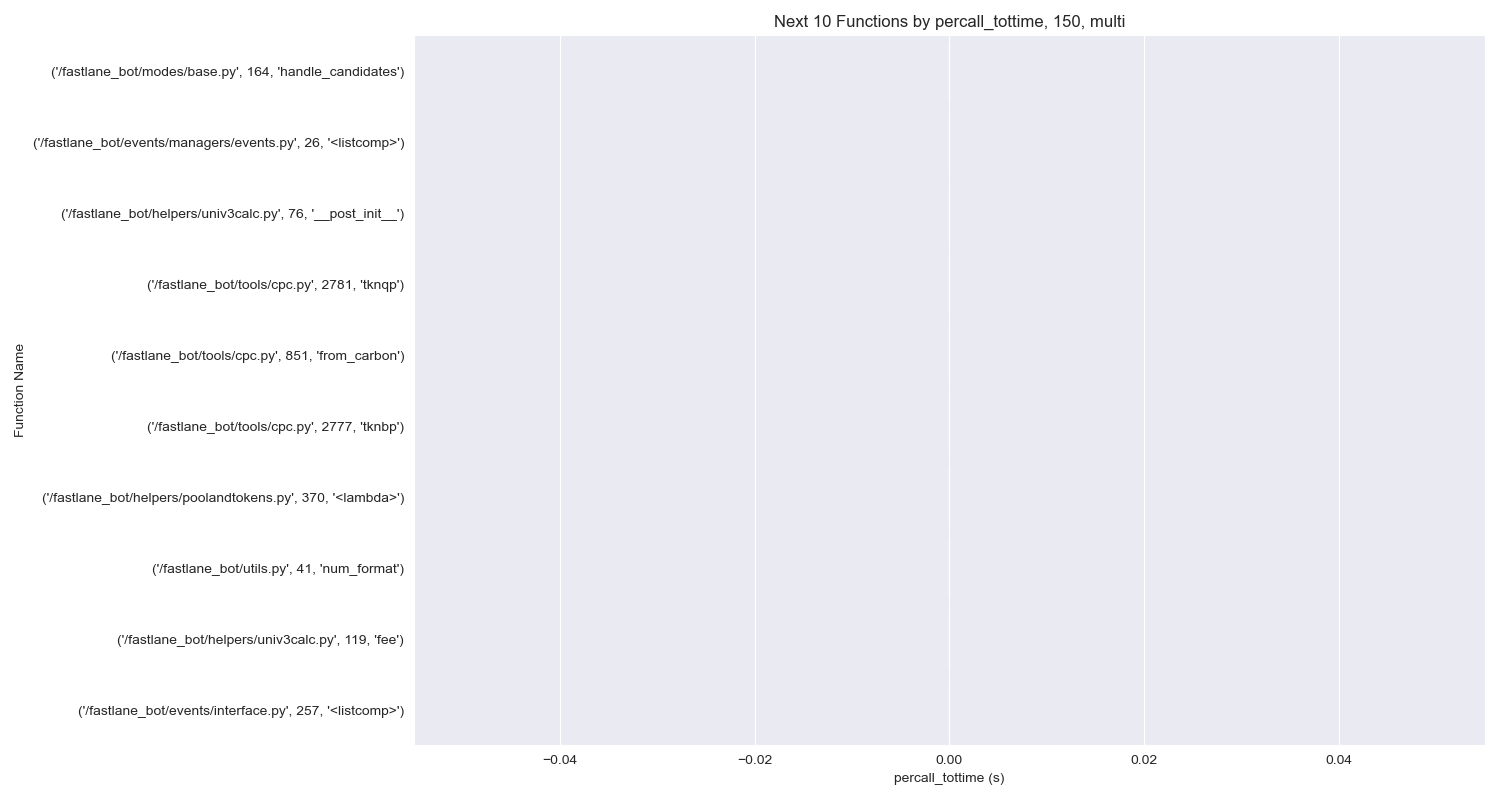 Next 10 Functions by percall_tottime, 150, multi
Function Name
('/fastlane_bot/modes/base.py', 164, 'handle_candidates')
('/fastlane_bot/events/managers/events.py', 26, '<listcomp>')
('/fastlane_bot/helpers/univ3calc.py', 76, '__post_init__')
('/fastlane_bot/tools/cpc.py', 2781, 'tknqp')
('/fastlane_bot/tools/cpc.py', 851, 'from_carbon')
('/fastlane_bot/tools/cpc.py', 2777, 'tknbp')
('/fastlane_bot/helpers/poolandtokens.py', 370, '<lambda>')
('/fastlane_bot/utils.py', 41, 'num_format')
('/fastlane_bot/helpers/univ3calc.py', 119, 'fee')
('/fastlane_bot/events/interface.py', 257, '<listcomp>')
−0.04 −0.02 0.00 0.02 0.04
percall_tottime (s)